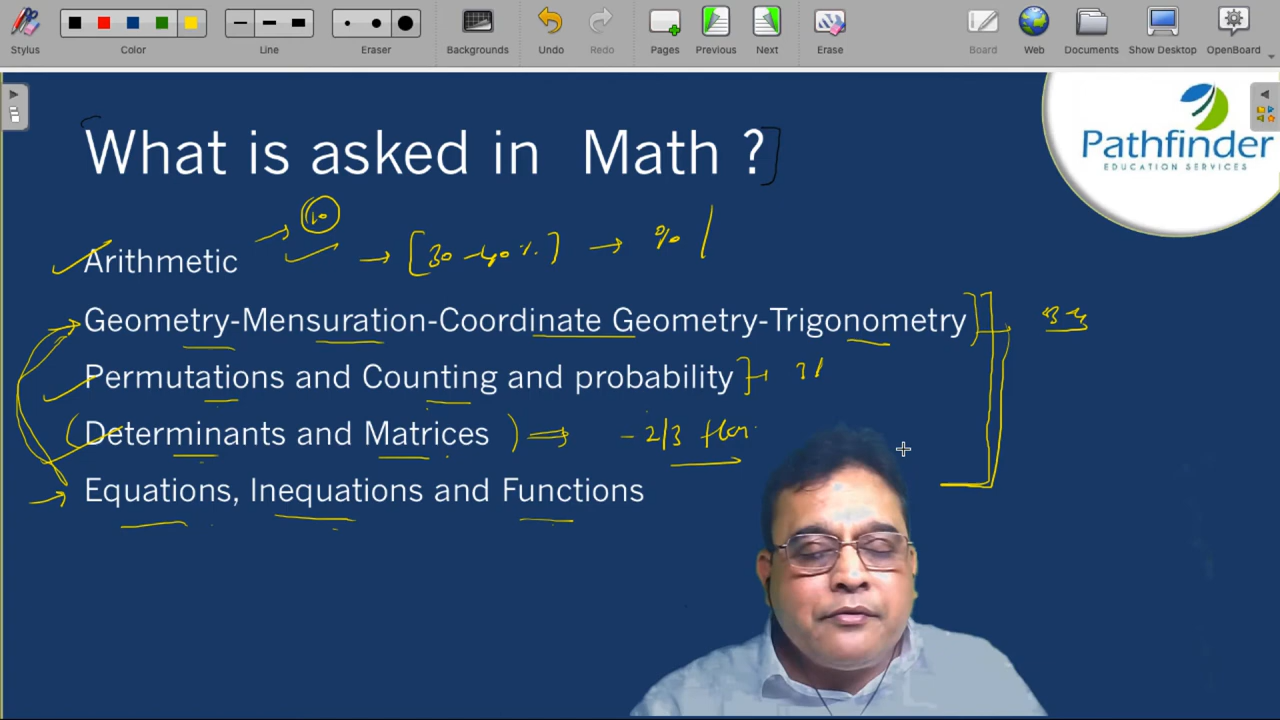 Stylus Color Line Eraser Backgrounds Undo Redo Pages Previous Next Erase Board Web Documents Show Desktop OpenBoard
Pathfinder
EDUCATION SERVICES
What is asked in Math ?
10
Arithmetic → [30-40%] → %
Geometry-Mensuration-Coordinate Geometry-Trigonometry
Permutations and Counting and probability
Determinants and Matrices - 2/3
Equations, Inequations and Functions